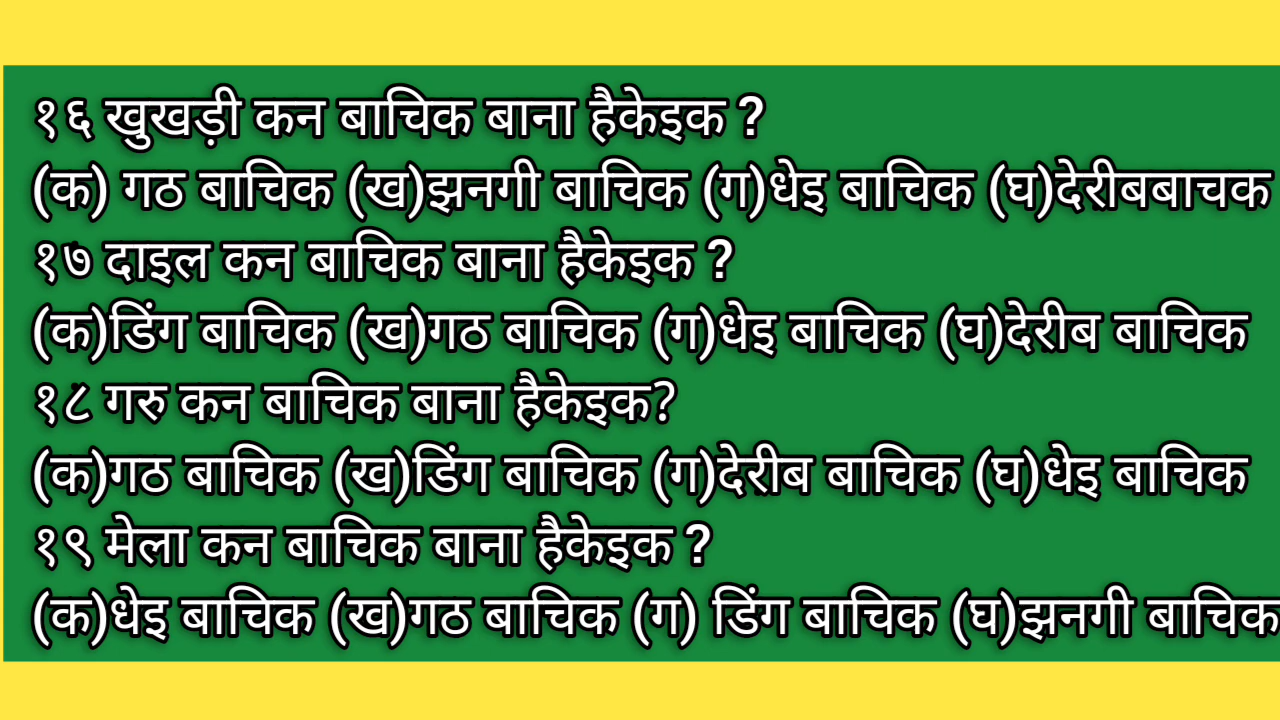 १६ खुखड़ी कन बाचिक बाना हैकेइक ?
(क) गठ बाचिक (ख)झनगी बाचिक (ग)धेइ बाचिक (घ)देरीबबाचक
१७ दाइल कन बाचिक बाना हैकेइक ?
(क)डिंग बाचिक (ख)गठ बाचिक (ग)धेइ बाचिक (घ)देरीब बाचिक
१८ गरु कन बाचिक बाना हैकेइक?
(क)गठ बाचिक (ख)डिंग बाचिक (ग)देरीब बाचिक (घ)धेइ बाचिक
१९ मेला कन बाचिक बाना हैकेइक ?
(क)धेइ बाचिक (ख)गठ बाचिक (ग) डिंग बाचिक (घ)झनगी बाचिक